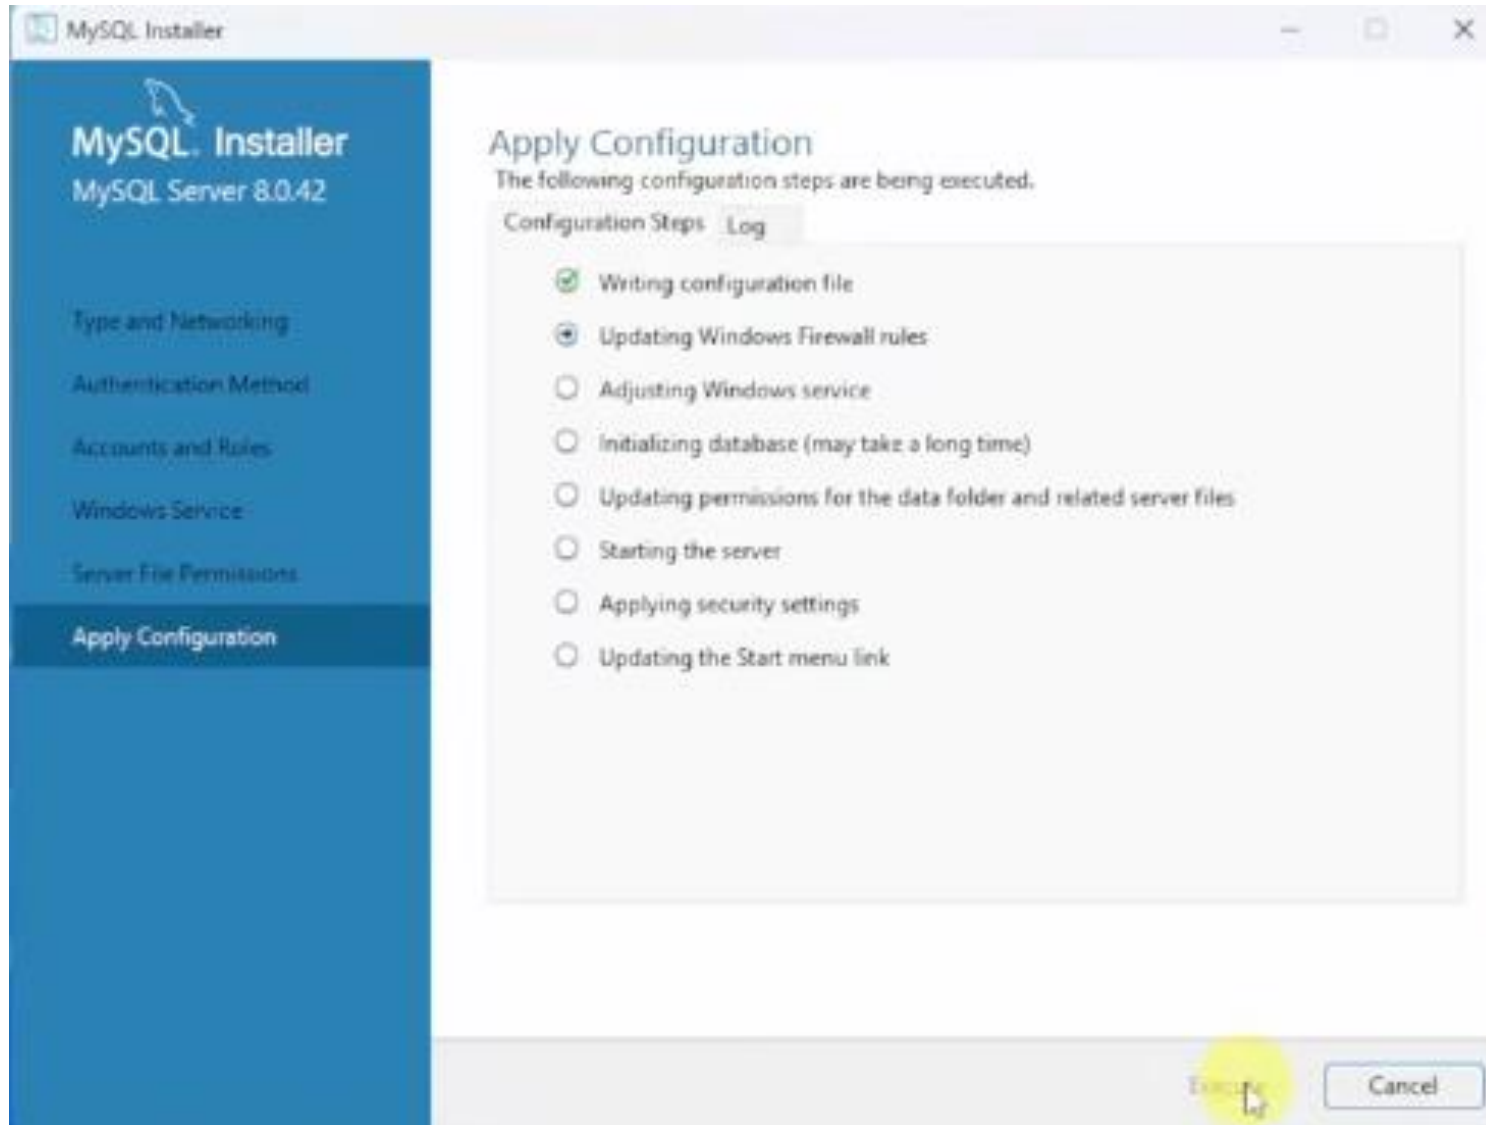 MySQL Installer
MySQL. Installer
MySQL Server 8.0.42
Type and Networking
Authentication Method
Accounts and Roles
Windows Service
Server File Permissions
Apply Configuration
Apply Configuration
The following configuration steps are being executed.
Configuration Steps Log
Writing configuration file
Updating Windows Firewall rules
Adjusting Windows service
Initializing database (may take a long time)
Updating permissions for the data folder and related server files
Starting the server
Applying security settings
Updating the Start menu link
Execute Cancel